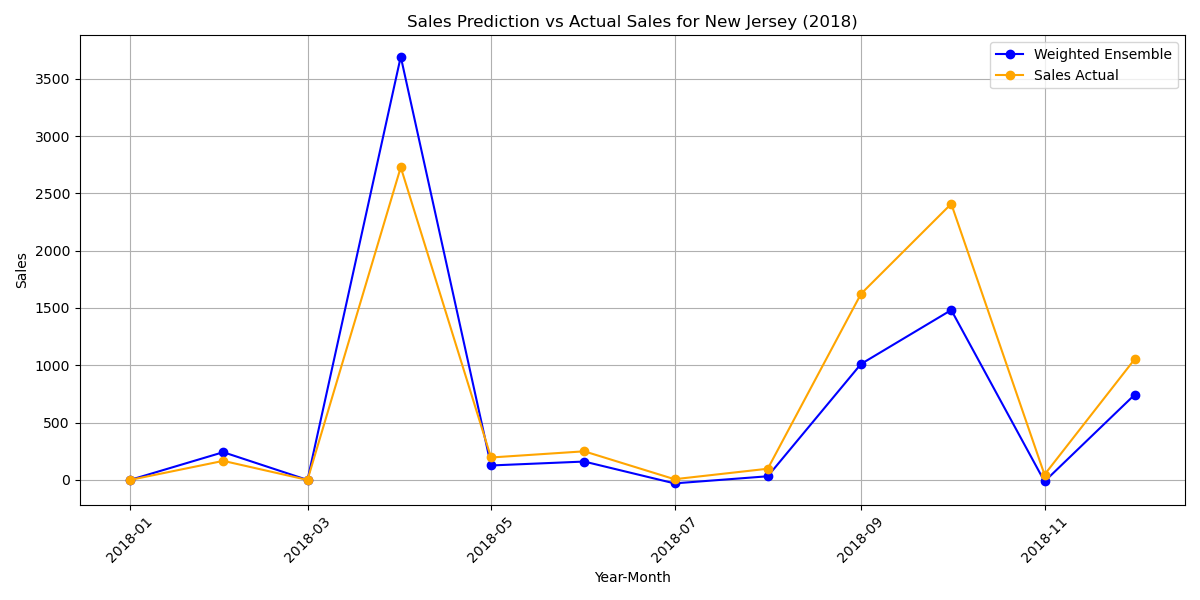 Sales Prediction vs Actual Sales for New Jersey (2018)
Weighted Ensemble
Sales Actual
Sales
3500
3000
2500
2000
1500
1000
500
0
2018-01
2018-03
2018-05
2018-07
2018-09
2018-11
Year-Month